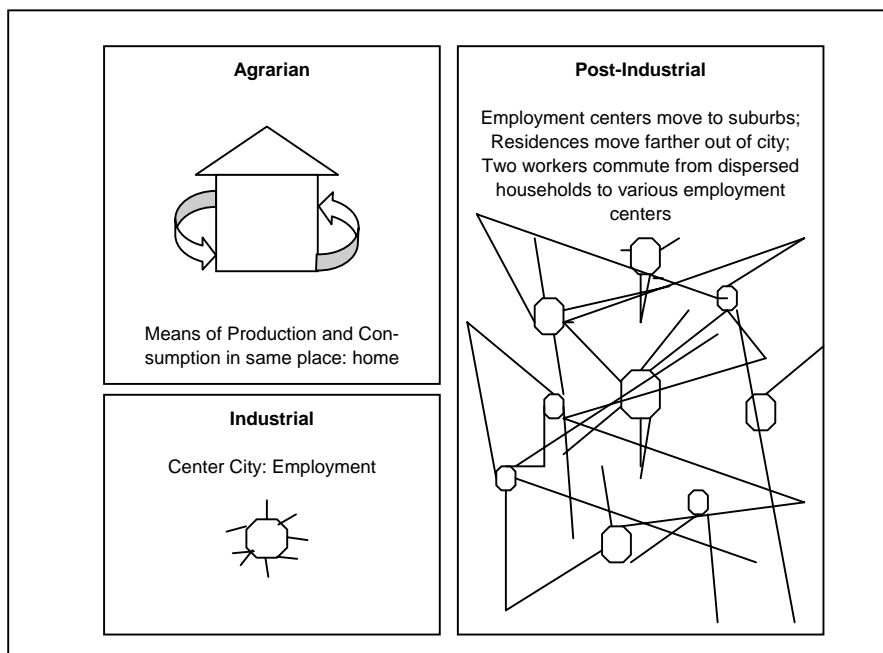 Agrarian
Means of Production and Con-
sumption in same place: home
Industrial
Center City: Employment
Post-Industrial
Employment centers move to suburbs;
Residences move farther out of city;
Two workers commute from dispersed
households to various employment
centers